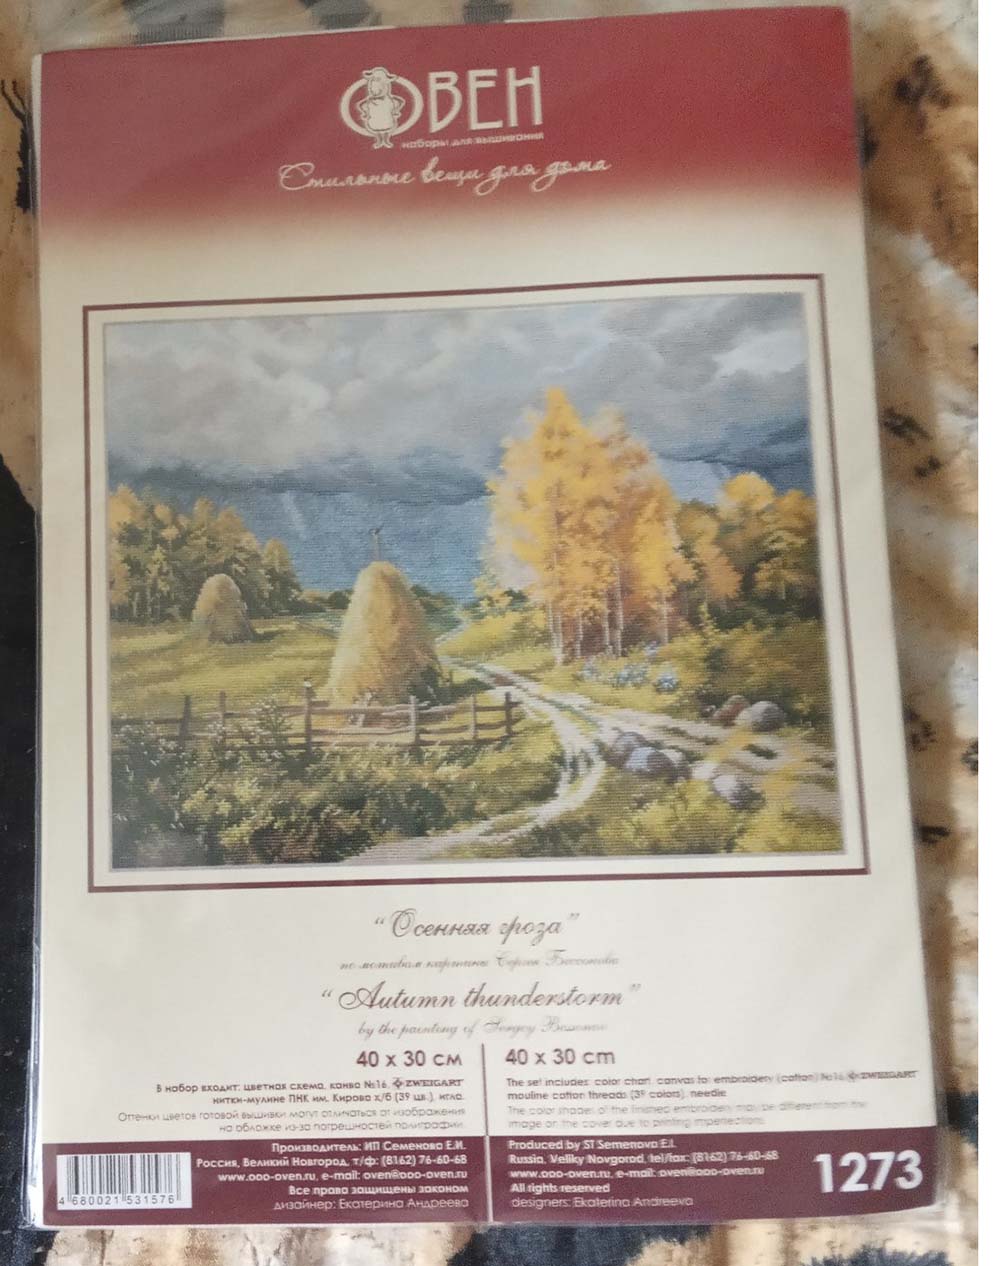 ОВЕН
наборы для вышивания
Стильные вещи для дома
"Осенняя гроза"
по мотивам картины Сергея Бессонова
"Autumn thunderstorm"
by the painting of Sergey Bessonov
40 х 30 см
В набор входит: цветная схема, канва №16, ZWEIGART
нитки-мулине ПНК им. Кирова х/б (39 цв.), игла.
Оттенки цветов готовой вышивки могут отличаться от изображения
на обложке из-за погрешностей полиграфии.
40 x 30 cm
The set includes: color chart, canvas for embroidery (cotton) №16 ZWEIGART
mouline cotton threads (39 colors), needle
The color shades of the finished embroidery may be different from the
image on the cover due to printing imperfections.
Производитель: ИП Семенова Е.И.
Россия, Великий Новгород, т/ф: (8162) 76-60-68
www.ooo-oven.ru, e-mail: oven@ooo-oven.ru
Все права защищены законом
дизайнер: Екатерина Андреева
Produced by ST Semenova E.I.
Russia, Veliky Novgorod, tel/fax: (8162) 76-60-68
www.ooo-oven.ru, e-mail: oven@ooo-oven.ru
All rights reserved
designers: Ekaterina Andreeva
1273
4 680021 531576